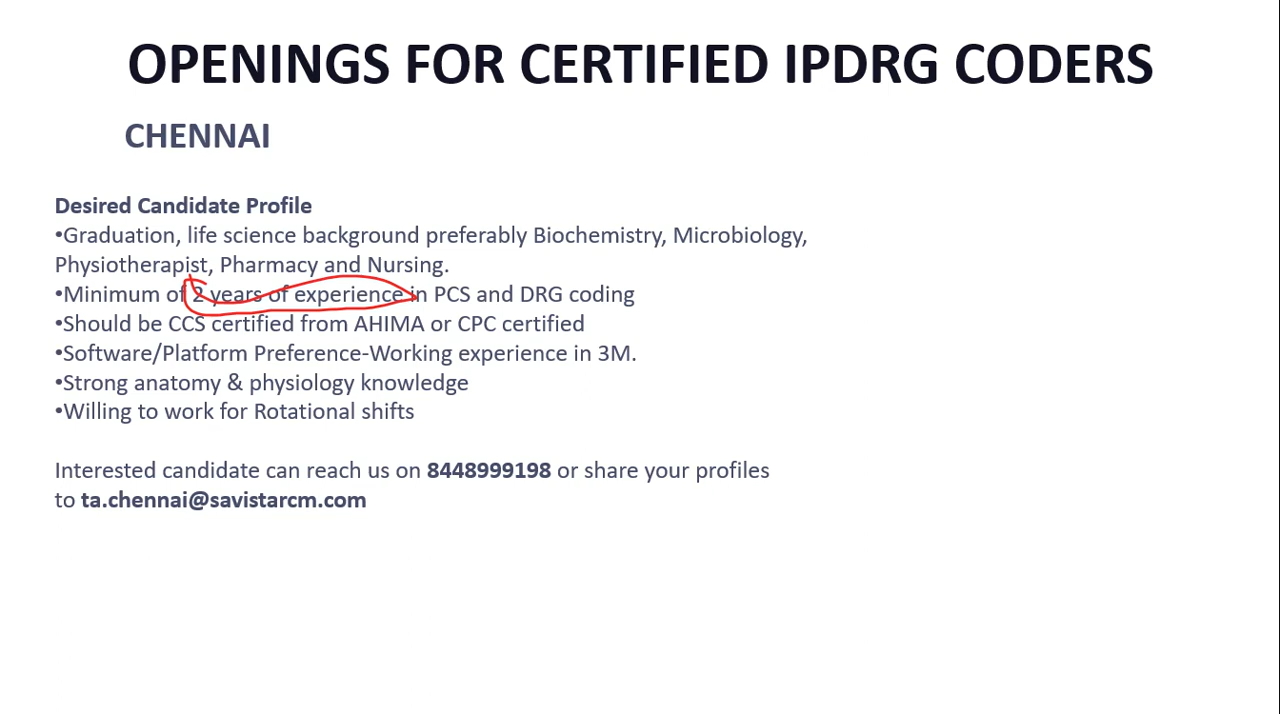 OPENINGS FOR CERTIFIED IPDRG CODERS
CHENNAI
Desired Candidate Profile
•Graduation, life science background preferably Biochemistry, Microbiology,
Physiotherapist, Pharmacy and Nursing.
•Minimum of 2 years of experience in PCS and DRG coding
•Should be CCS certified from AHIMA or CPC certified
•Software/Platform Preference-Working experience in 3M.
•Strong anatomy & physiology knowledge
•Willing to work for Rotational shifts
Interested candidate can reach us on 8448999198 or share your profiles
to ta.chennai@savistarcm.com